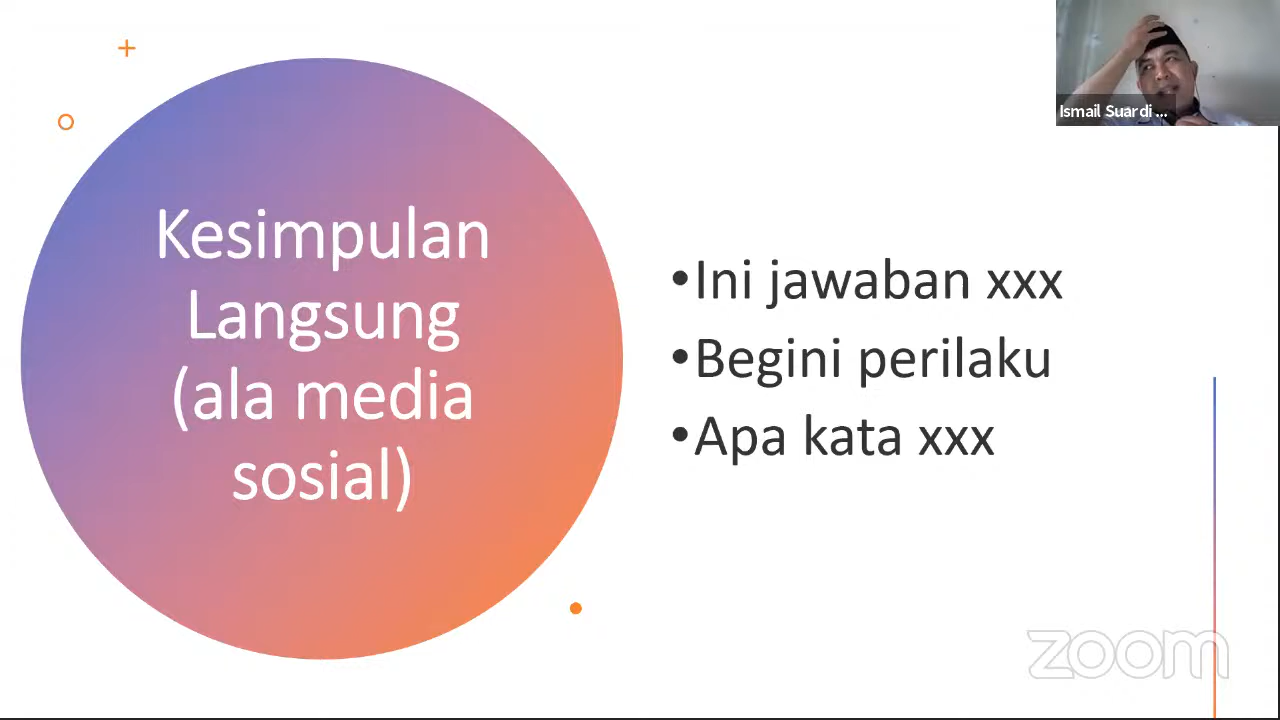 Kesimpulan
Langsung
(ala media
sosial)
•Ini jawaban xxx
•Begini perilaku
•Apa kata xxx
Ismail Suardi ...
zoom